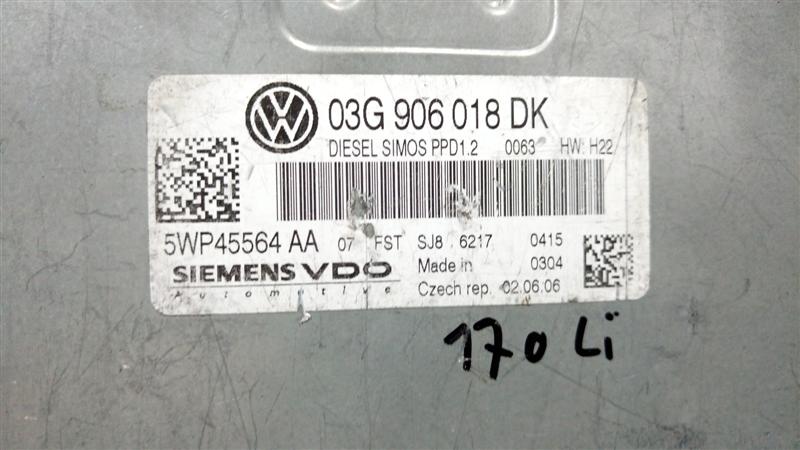 03G 906 018 DK
DIESEL SIMOS PPD1.2 0063 HW: H22
5WP45564 AA 07 FST SJ8 6217 0415
SIEMENS VDO Made in 0304
Automotive Czech rep. 02.06.06
170 Li